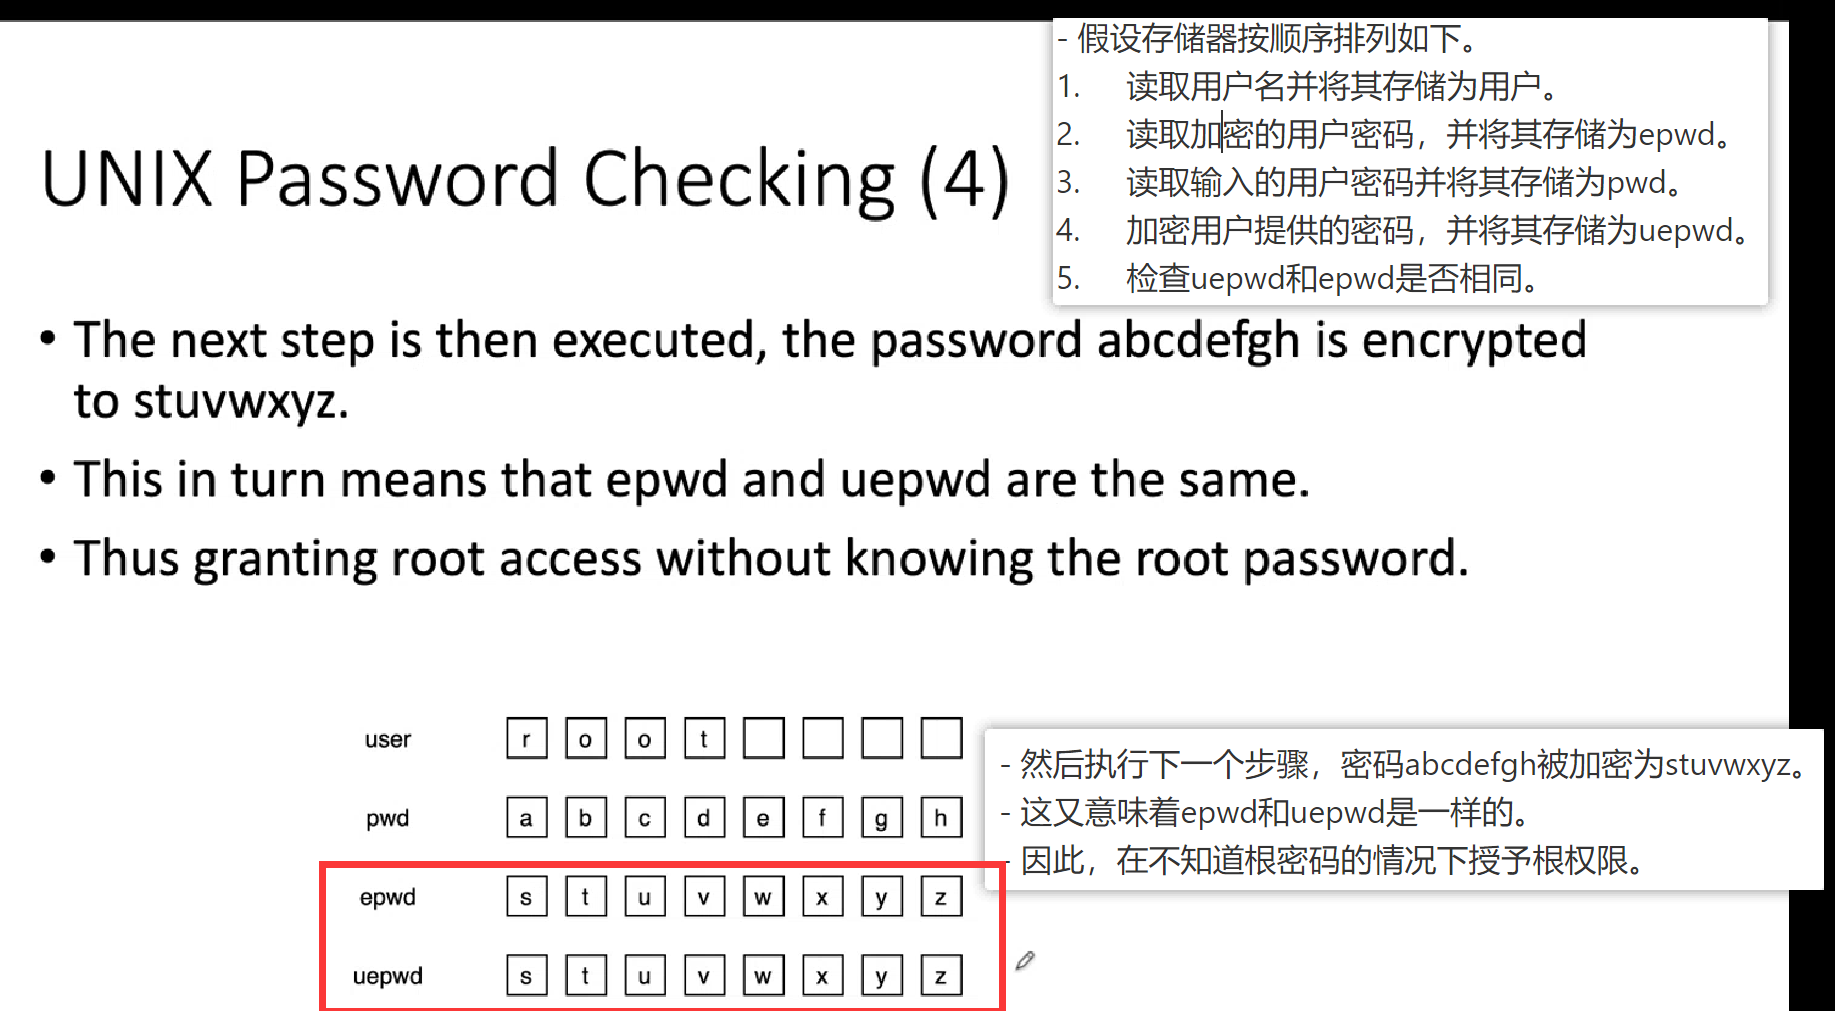 - 假设存储器按顺序排列如下。
1. 读取用户名并将其存储为用户。
2. 读取加密的用户密码，并将其存储为epwd。
3. 读取输入的用户密码并将其存储为pwd。
4. 加密用户提供的密码，并将其存储为uepwd。
5. 检查uepwd和epwd是否相同。
UNIX Password Checking (4)
• The next step is then executed, the password abcdefgh is encrypted
to stuvwxyz.
• This in turn means that epwd and uepwd are the same.
• Thus granting root access without knowing the root password.
user r o o t
pwd a b c d e f g h
epwd s t u v w x y z
uepwd s t u v w x y z
- 然后执行下一个步骤，密码abcdefgh被加密为stuvwxyz。
- 这又意味着epwd和uepwd是一样的。
- 因此，在不知道根密码的情况下授予根权限。